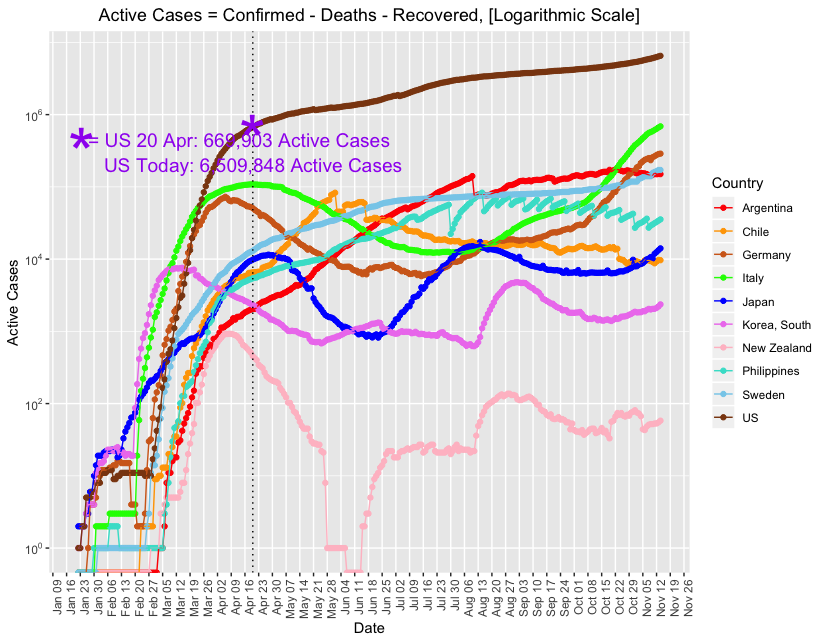 Active Cases = Confirmed - Deaths - Recovered, [Logarithmic Scale]
10^6
10^4
10^2
10^0
Active Cases
* = US 20 Apr: 669,903 Active Cases
US Today: 6,509,848 Active Cases
*
Country
Argentina
Chile
Germany
Italy
Japan
Korea, South
New Zealand
Philippines
Sweden
US
Jan 09
Jan 16
Jan 23
Jan 30
Feb 06
Feb 13
Feb 20
Feb 27
Mar 05
Mar 12
Mar 19
Mar 26
Apr 02
Apr 09
Apr 16
Apr 23
Apr 30
May 07
May 14
May 21
May 28
Jun 04
Jun 11
Jun 18
Jun 25
Jul 02
Jul 09
Jul 16
Jul 23
Jul 30
Aug 06
Aug 13
Aug 20
Aug 27
Sep 03
Sep 10
Sep 17
Sep 24
Oct 01
Oct 08
Oct 15
Oct 22
Oct 29
Nov 05
Nov 12
Nov 19
Nov 26
Date